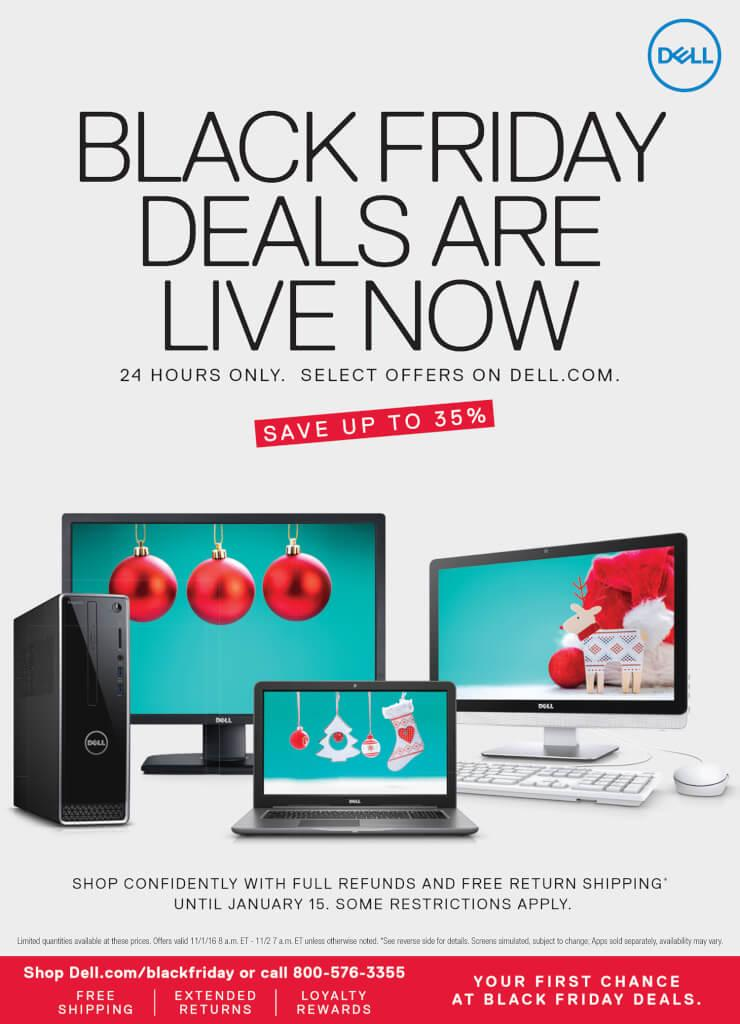 DELL
BLACK FRIDAY
DEALS ARE
LIVE NOW
24 HOURS ONLY. SELECT OFFERS ON DELL.COM.
SAVE UP TO 35%
DELL
DELL
DELL
DELL
SHOP CONFIDENTLY WITH FULL REFUNDS AND FREE RETURN SHIPPING*
UNTIL JANUARY 15. SOME RESTRICTIONS APPLY.
Limited quantities available at these prices. Offers valid 11/1/16 8 a.m. ET - 11/2 7 a.m. ET unless otherwise noted. *See reverse side for details. Screens simulated, subject to change; Apps sold separately, availability may vary.
Shop Dell.com/blackfriday or call 800-576-3355
FREE
SHIPPING
EXTENDED
RETURNS
LOYALTY
REWARDS
YOUR FIRST CHANCE
AT BLACK FRIDAY DEALS.